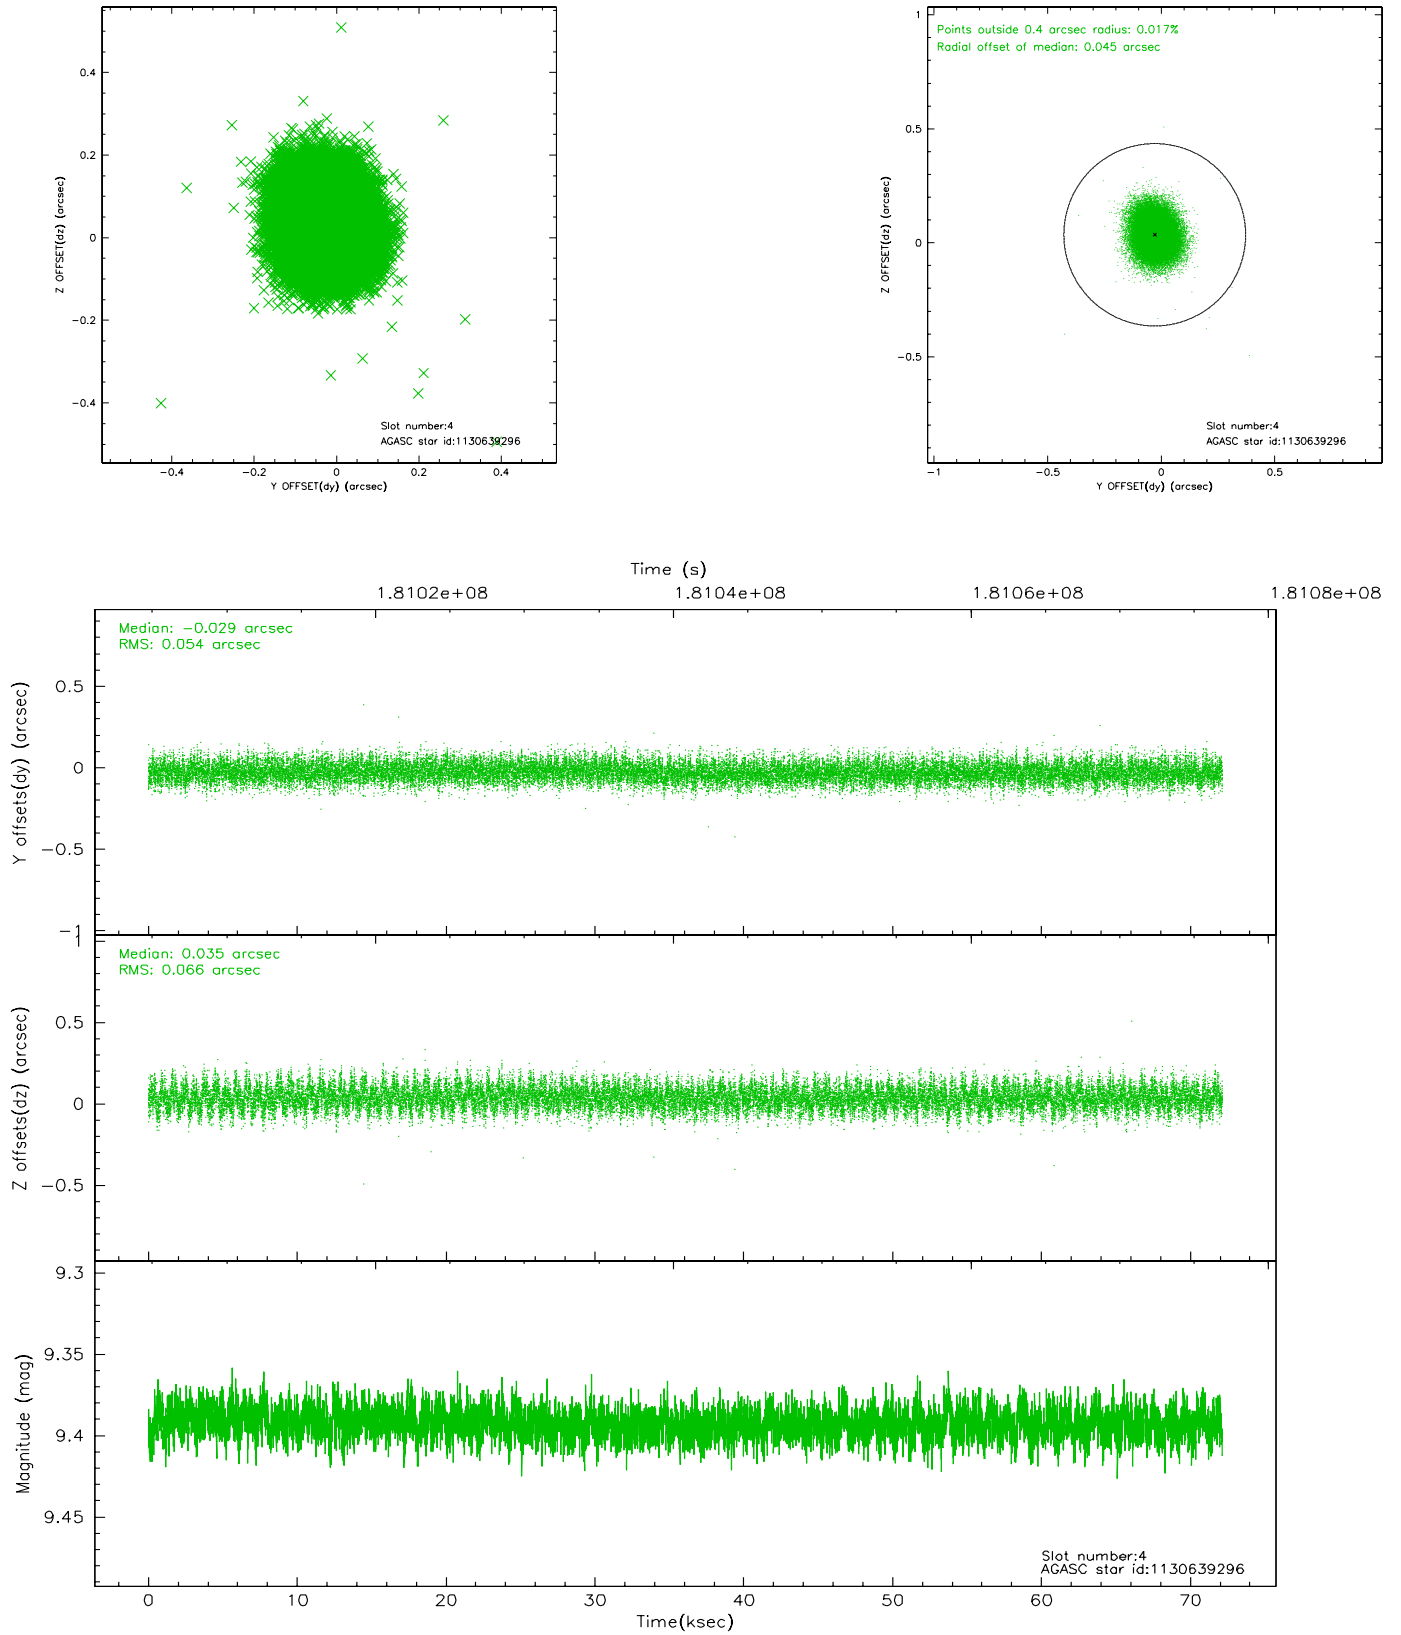 0.4
0.2
0
−0.2
−0.4
Z OFFSET(dz) (arcsec)
Slot number:4
AGASC star id:1130639296
−0.4 −0.2 0 0.2 0.4
Y OFFSET(dy) (arcsec)
Points outside 0.4 arcsec radius: 0.017%
Radial offset of median: 0.045 arcsec
1
0.5
0
−0.5
Z OFFSET(dz) (arcsec)
Slot number:4
AGASC star id:1130639296
−1 −0.5 0 0.5
Y OFFSET(dy) (arcsec)
Time (s)
1.8102e+08 1.8104e+08 1.8106e+08 1.8108e+08
Median: −0.029 arcsec
RMS: 0.054 arcsec
0.5
0
−0.5
−1
Y offsets(dy) (arcsec)
Median: 0.035 arcsec
RMS: 0.066 arcsec
1
0.5
0
−0.5
Z offsets(dz) (arcsec)
9.3
9.35
9.4
9.45
Magnitude (mag)
Slot number:4
AGASC star id:1130639296
0 10 20 30 40 50 60 70
Time(ksec)